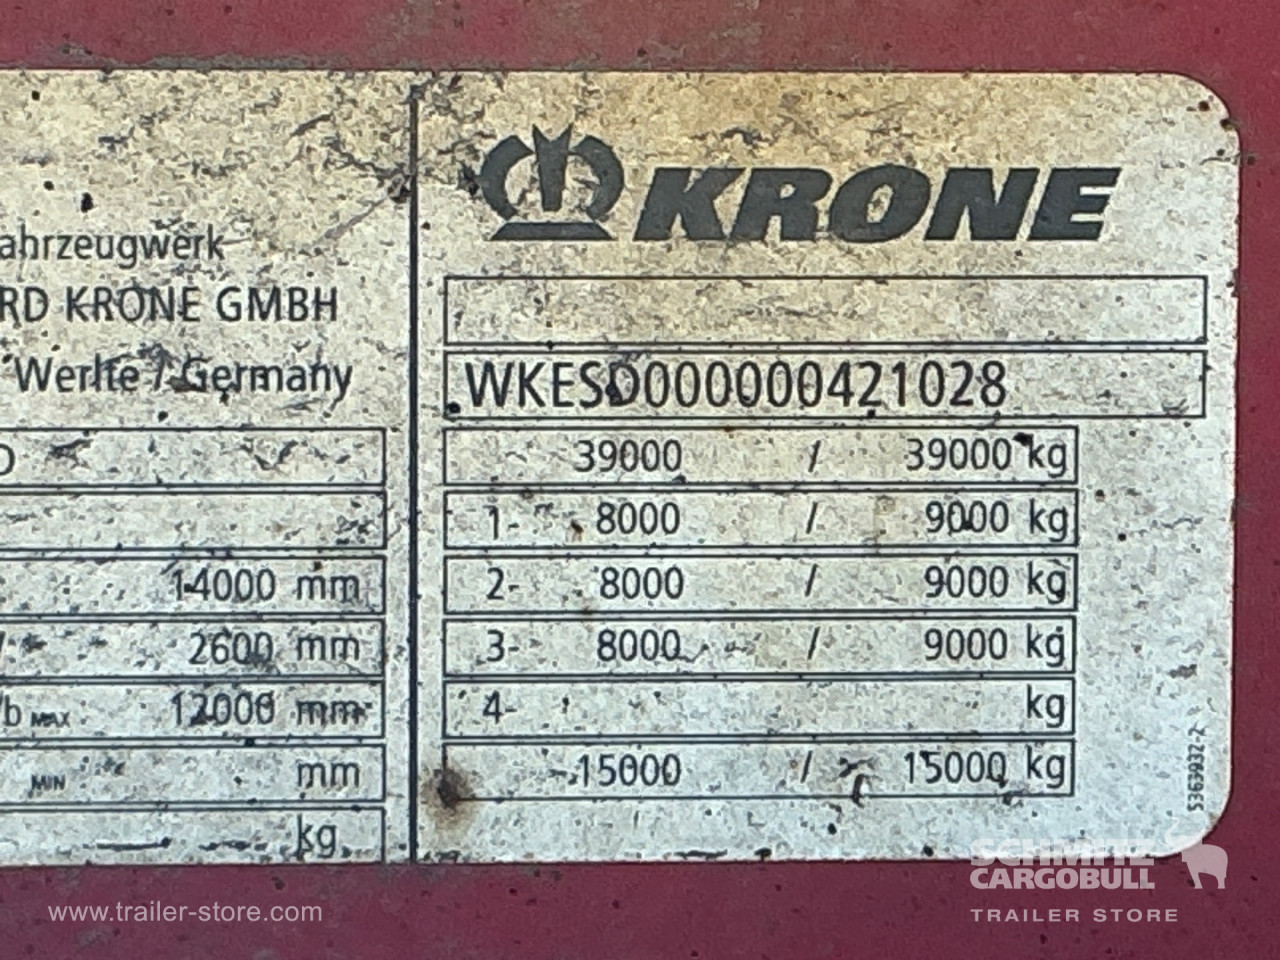 KRONE
ahrzeugwerk
RD KRONE GMBH
Werlte / Germany
WKESD000000421028
D
39000 / 39000 kg
1- 8000 / 9000 kg
14000 mm
2- 8000 / 9000 kg
2600 mm
3- 8000 / 9000 kg
/b MAX 12000 mm
4- kg
MIN mm
15000 / 15000 kg
kg
5363932-2
SCHMITZ
CARGOBULL
TRAILER STORE
www.trailer-store.com